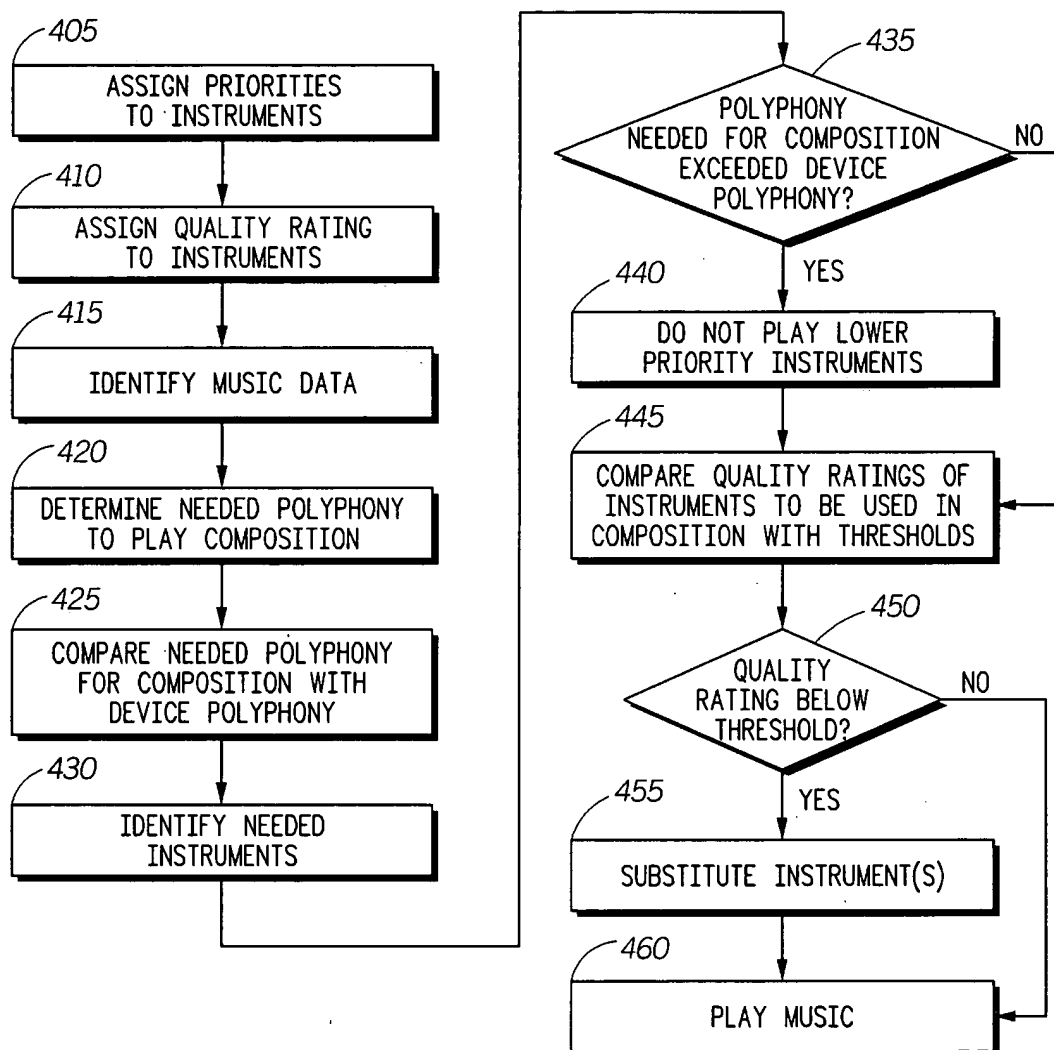 405
ASSIGN PRIORITIES
TO INSTRUMENTS
410
ASSIGN QUALITY RATING
TO INSTRUMENTS
415
IDENTIFY MUSIC DATA
420
DETERMINE NEEDED POLYPHONY
TO PLAY COMPOSITION
425
COMPARE NEEDED POLYPHONY
FOR COMPOSITION WITH
DEVICE POLYPHONY
430
IDENTIFY NEEDED
INSTRUMENTS
435
POLYPHONY
NEEDED FOR COMPOSITION
EXCEEDED DEVICE
POLYPHONY?
NO
YES
440
DO NOT PLAY LOWER
PRIORITY INSTRUMENTS
445
COMPARE QUALITY RATINGS OF
INSTRUMENTS TO BE USED IN
COMPOSITION WITH THRESHOLDS
450
QUALITY
RATING BELOW
THRESHOLD?
NO
YES
455
SUBSTITUTE INSTRUMENT(S)
460
PLAY MUSIC